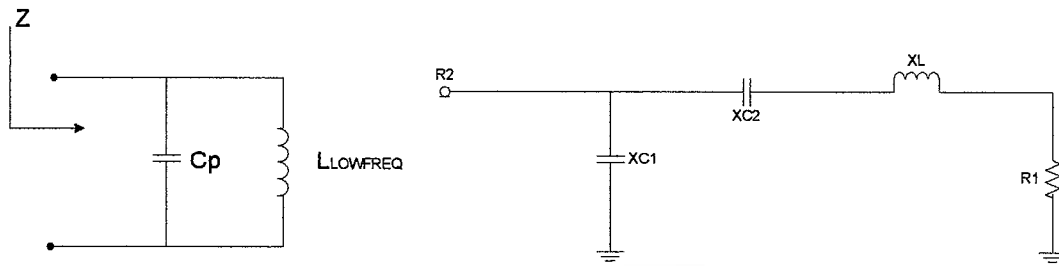 Z
Cp
LLOWFREQ
R2
XC1
XC2
XL
R1